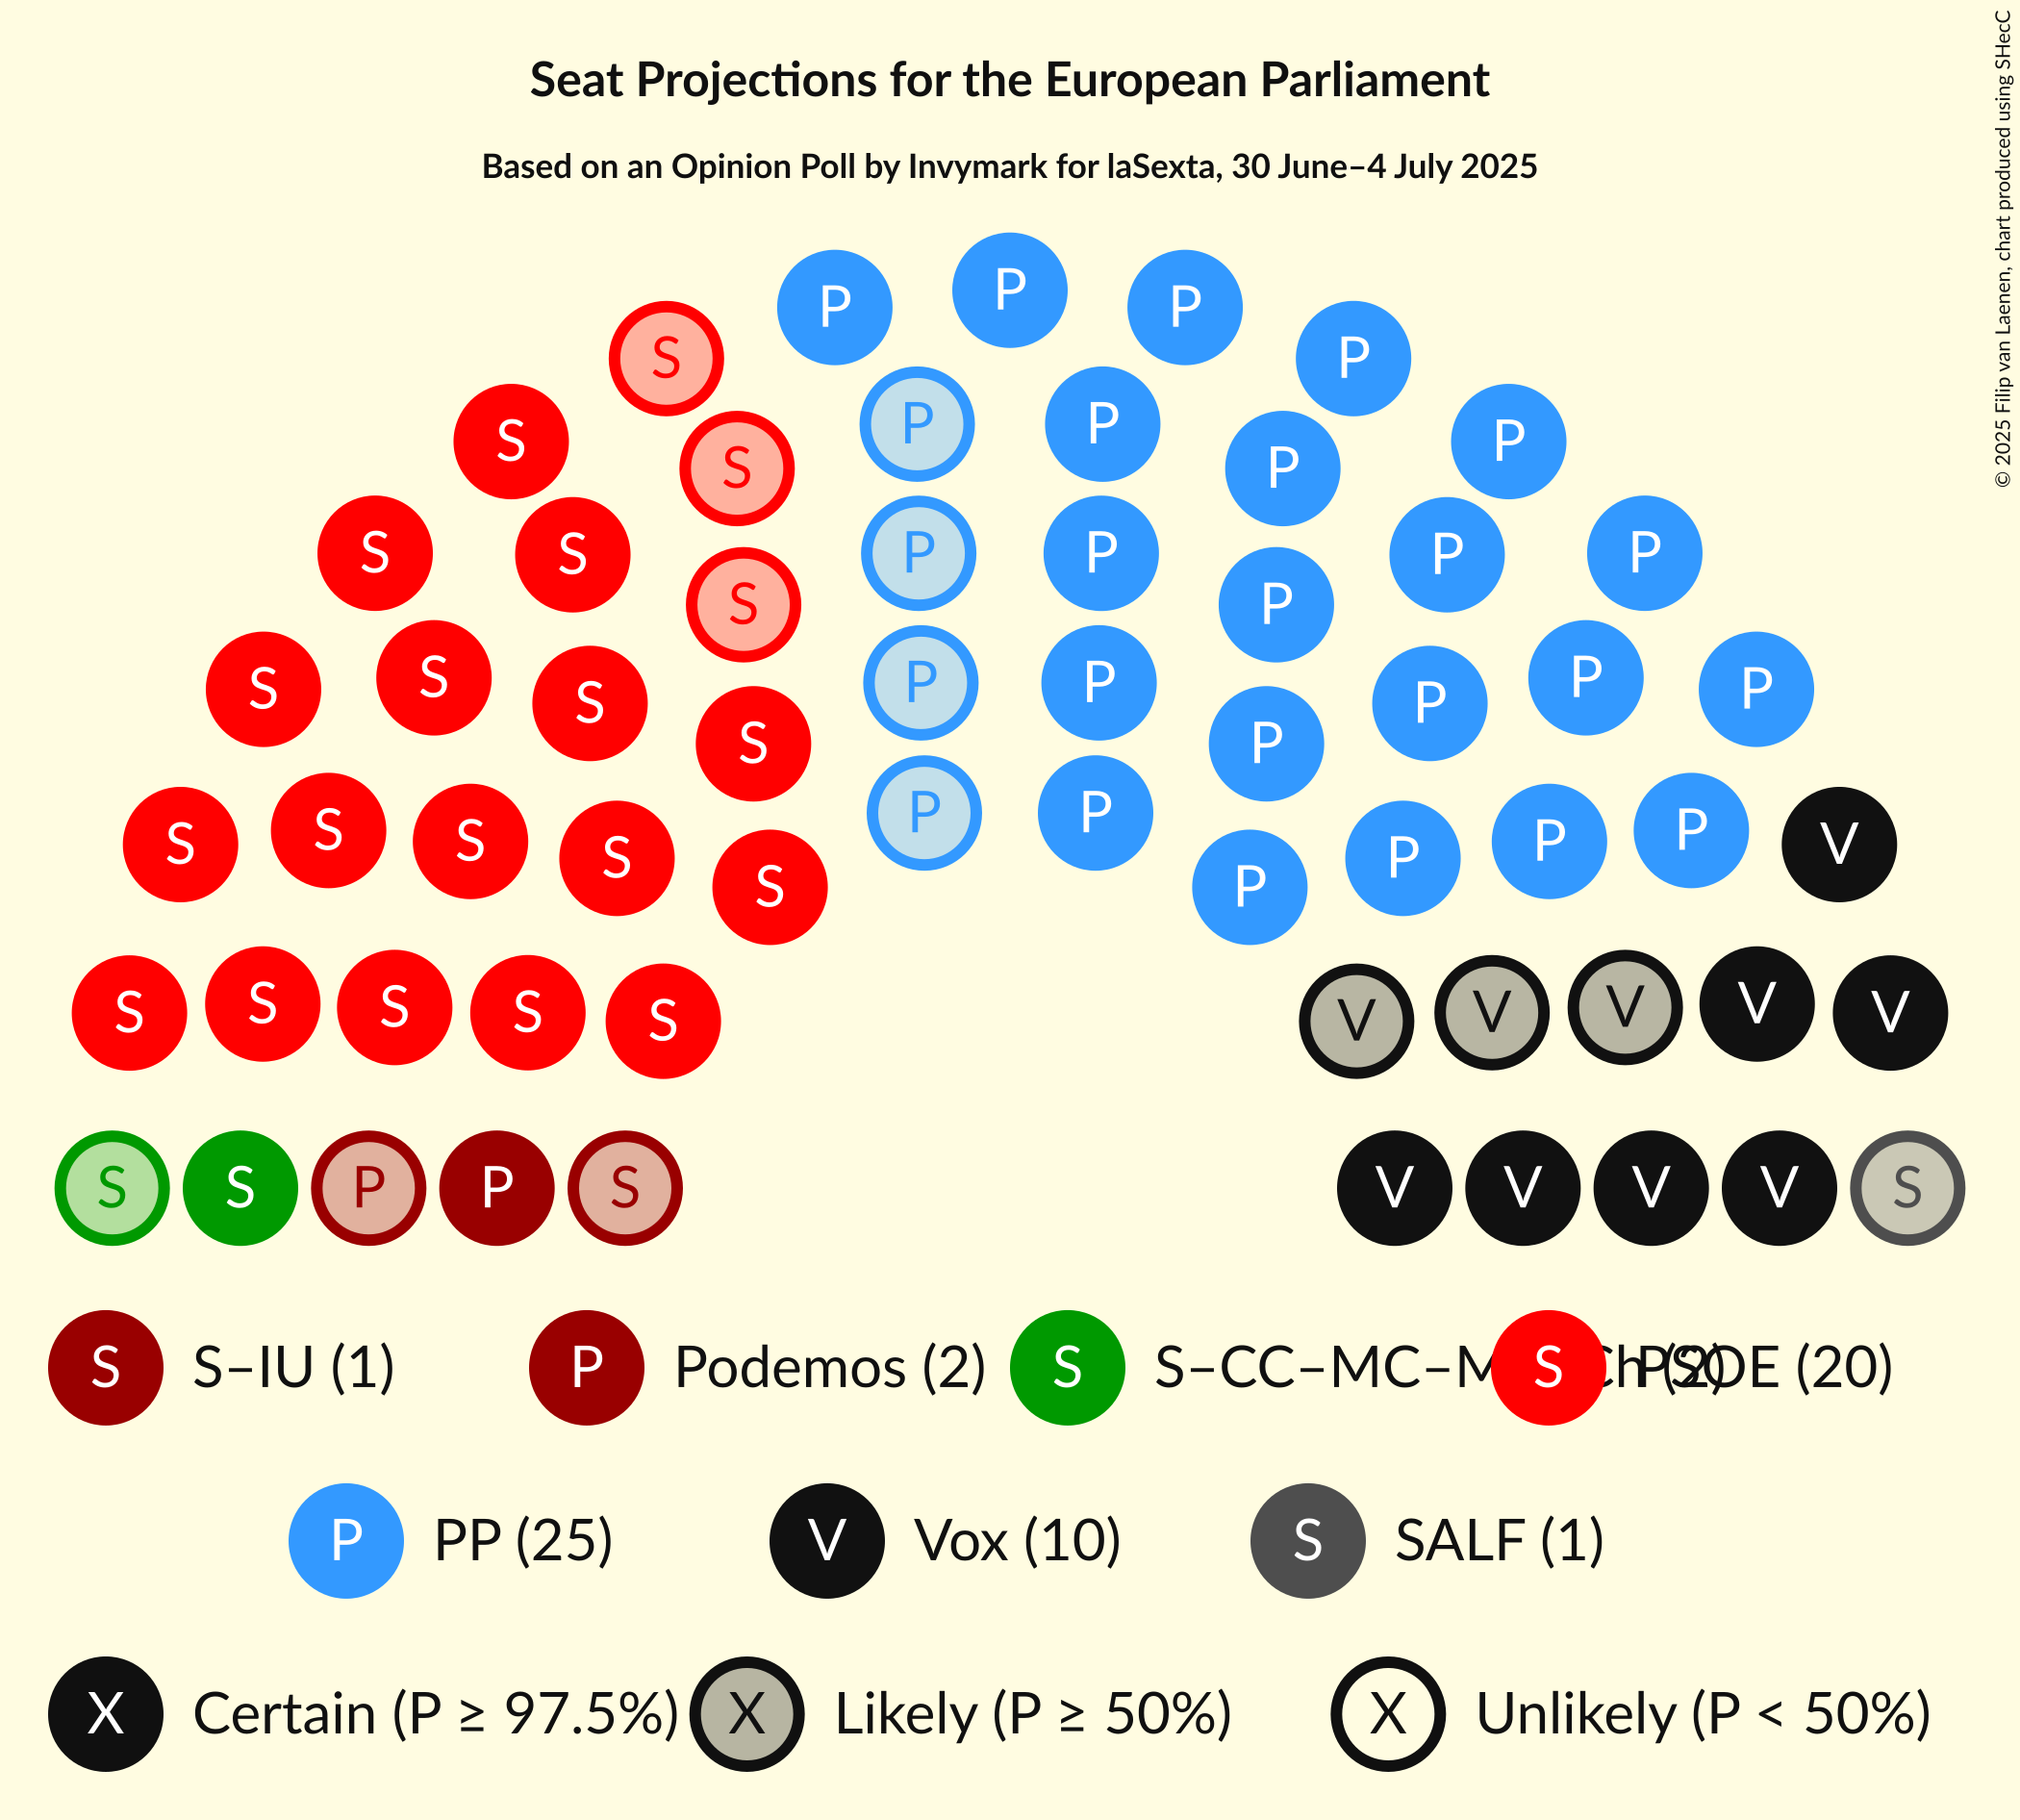 Seat Projections for the European Parliament
Based on an Opinion Poll by Invymark for laSexta, 30 June–4 July 2025
© 2025 Filip van Laenen, chart produced using SHecC
P
P P
S P
S P
P P
S P P
S S P P
P P
S S P P
S S P P
P P
S S P P
S S P P
S S P V
S S S P P P
S P
S S S S V V V V V
S
S S P P S V V V V S
S S–IU (1) P Podemos (2) S S–CC–MC–M S PSOE (20)
P PP (25) V Vox (10) S SALF (1)
X Certain (P ≥ 97.5%) X Likely (P ≥ 50%) X Unlikely (P < 50%)